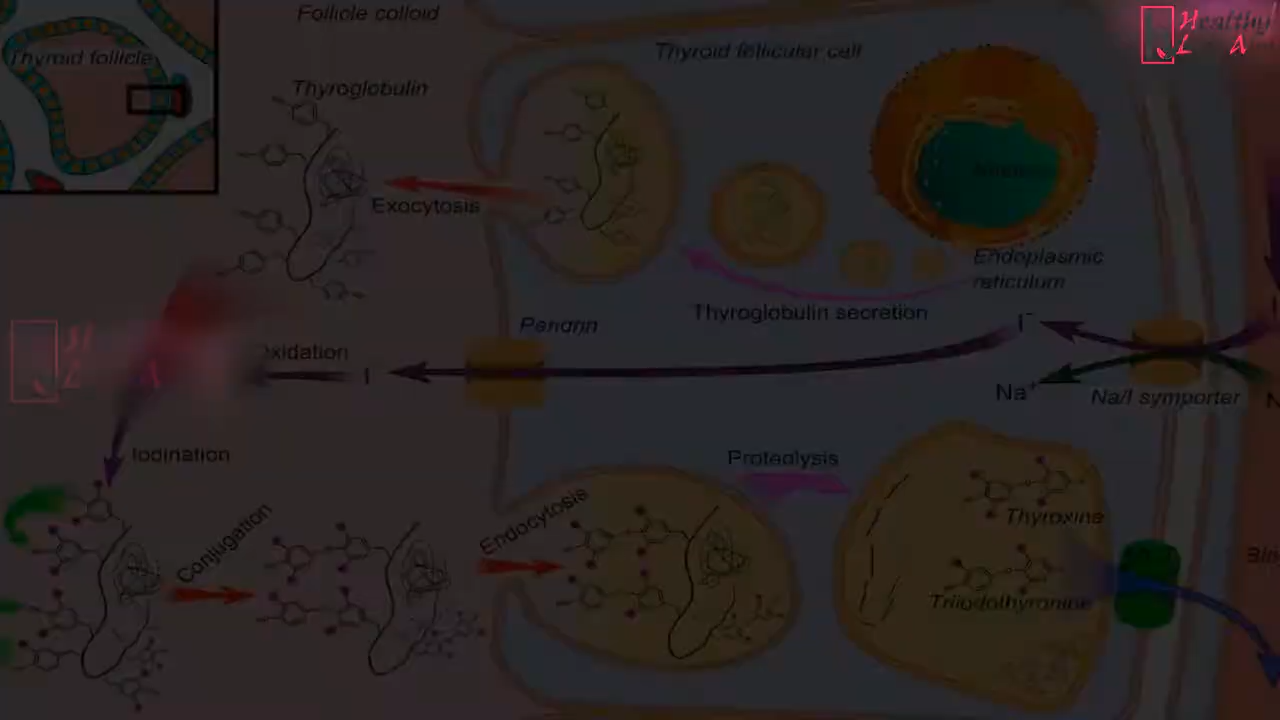 Follicle colloid
Healthy
L A
Thyroid follicular cell
Thyroid follicle
Thyroglobulin
Exocytosis
Endoplasmic
reticulum
Thyroglobulin secretion
I⁻
Pendrin
Oxidation
I
H
L A
Na⁺
Na/I symporter
Iodination
Proteolysis
Endocytosis
Conjugation
Thyroxine
Triiodothyronine